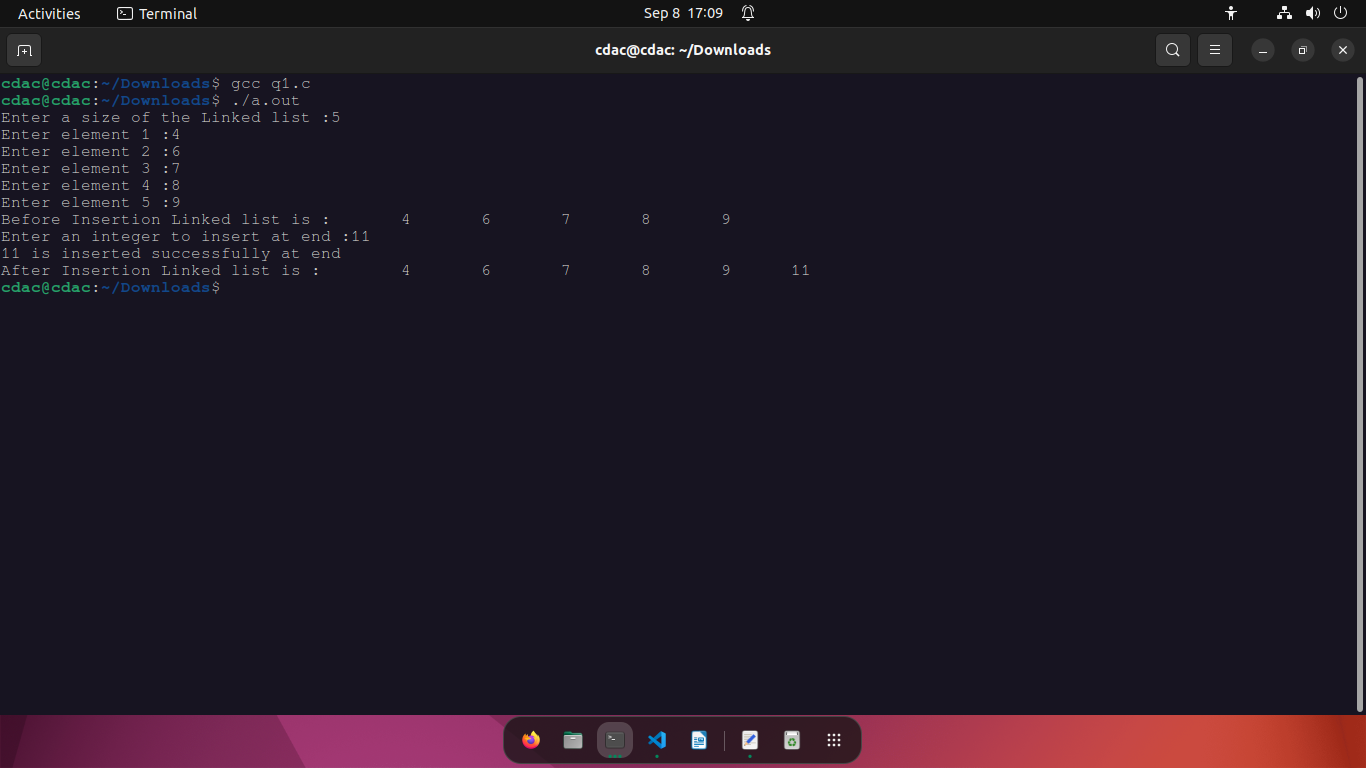 Activities Terminal Sep 8 17:09
cdac@cdac: ~/Downloads
cdac@cdac:~/Downloads$ gcc q1.c
cdac@cdac:~/Downloads$ ./a.out
Enter a size of the Linked list :5
Enter element 1 :4
Enter element 2 :6
Enter element 3 :7
Enter element 4 :8
Enter element 5 :9
Before Insertion Linked list is : 4 6 7 8 9
Enter an integer to insert at end :11
11 is inserted successfully at end
After Insertion Linked list is : 4 6 7 8 9 11
cdac@cdac:~/Downloads$